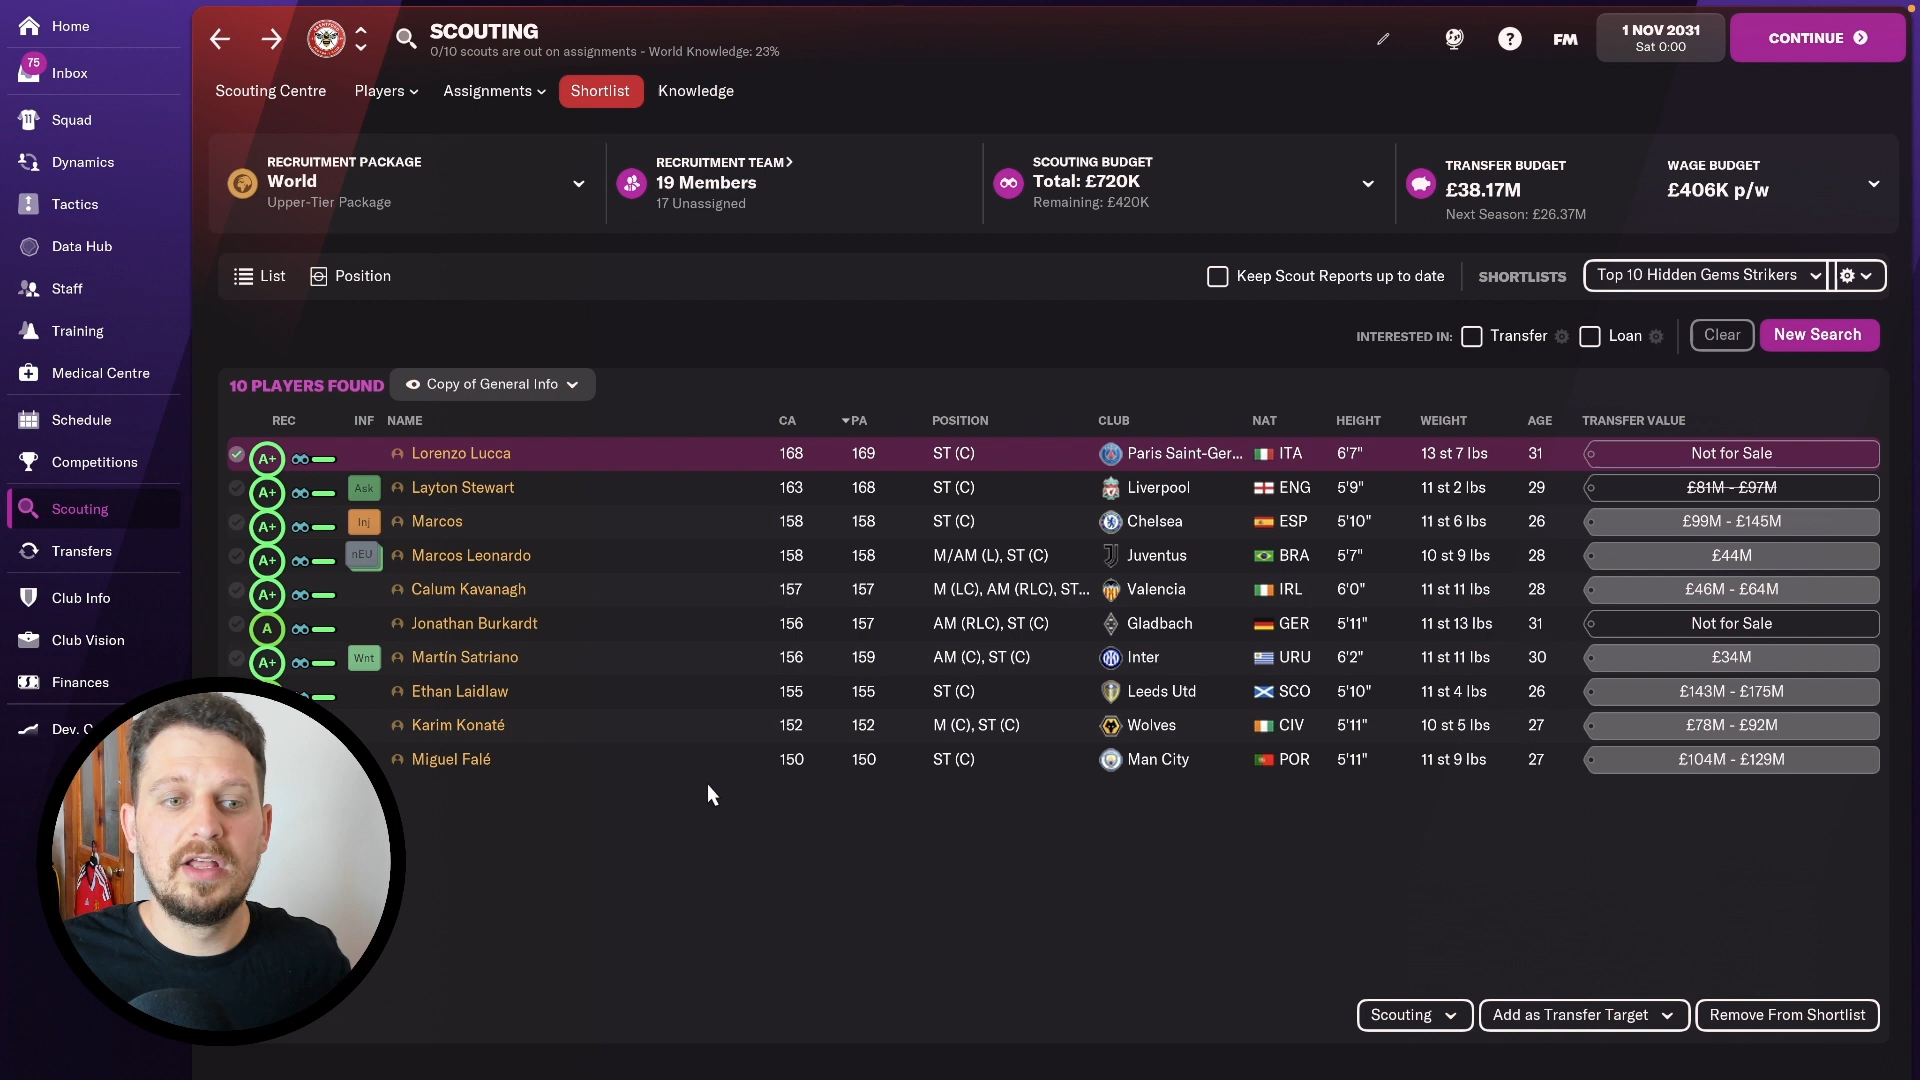 Home
SCOUTING
0/10 scouts are out on assignments - World Knowledge: 23%
FM
1 NOV 2031
Sat 0:00
CONTINUE
75
Inbox
Squad
Dynamics
Tactics
Data Hub
Staff
Training
Medical Centre
Schedule
Competitions
Scouting
Transfers
Club Info
Club Vision
Finances
Dev. C
Scouting Centre Players Assignments Shortlist Knowledge
RECRUITMENT PACKAGE
World
Upper-Tier Package
RECRUITMENT TEAM>
19 Members
17 Unassigned
SCOUTING BUDGET
Total: £720K
Remaining: £420K
TRANSFER BUDGET
£38.17M
Next Season: £26.37M
WAGE BUDGET
£406K p/w
List Position Keep Scout Reports up to date SHORTLISTS Top 10 Hidden Gems Strikers
INTERESTED IN: Transfer Loan Clear New Search
10 PLAYERS FOUND Copy of General Info
REC INF NAME CA PA POSITION CLUB NAT HEIGHT WEIGHT AGE TRANSFER VALUE
A+ Lorenzo Lucca 168 169 ST (C) Paris Saint-Ger... ITA 6'7" 13 st 7 lbs 31 Not for Sale
A+ Ask Layton Stewart 163 168 ST (C) Liverpool ENG 5'9" 11 st 2 lbs 29 £81M - £97M
A+ Inj Marcos 158 158 ST (C) Chelsea ESP 5'10" 11 st 6 lbs 26 £99M - £145M
A+ nEU Marcos Leonardo 158 158 M/AM (L), ST (C) Juventus BRA 5'7" 10 st 9 lbs 28 £44M
A+ Calum Kavanagh 157 157 M (LC), AM (RLC), ST... Valencia IRL 6'0" 11 st 11 lbs 28 £46M - £64M
A Jonathan Burkardt 156 157 AM (RLC), ST (C) Gladbach GER 5'11" 11 st 13 lbs 31 Not for Sale
A+ Wnt Martín Satriano 156 159 AM (C), ST (C) Inter URU 6'2" 11 st 11 lbs 30 £34M
Ethan Laidlaw 155 155 ST (C) Leeds Utd SCO 5'10" 11 st 4 lbs 26 £143M - £175M
Karim Konaté 152 152 M (C), ST (C) Wolves CIV 5'11" 10 st 5 lbs 27 £78M - £92M
Miguel Falé 150 150 ST (C) Man City POR 5'11" 11 st 9 lbs 27 £104M - £129M
Scouting Add as Transfer Target Remove From Shortlist